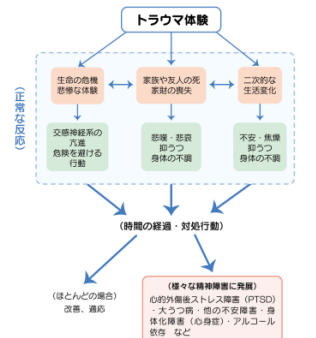 トラウマ体験
(正常な反応)
生命の危機
悲惨な体験
家族や友人の死
家財の喪失
二次的な
生活変化
交感神経系の
亢進
危険を避ける
行動
悲嘆・悲哀
抑うつ
身体の不調
不安・焦燥
抑うつ
身体の不調
(時間の経過・対処行動)
(ほとんどの場合)
改善、適応
(様々な精神障害に発展)
心的外傷後ストレス障害(PTSD)
・大うつ病・他の不安障害・身
体化障害(心身症)・アルコール
依存 など